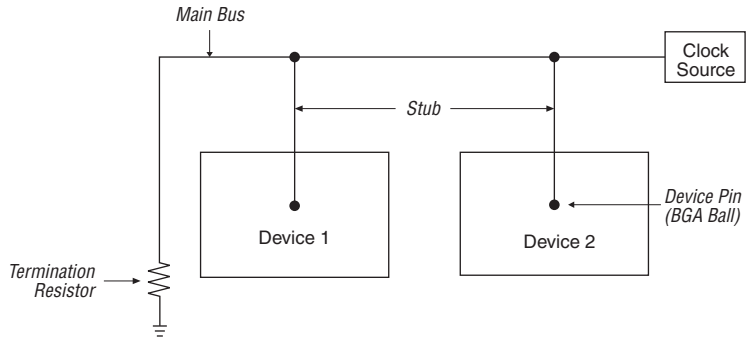 Main Bus
Clock
Source
Stub
Device Pin
(BGA Ball)
Device 1
Device 2
Termination
Resistor